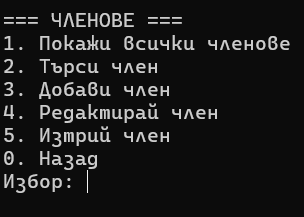 === ЧЛЕНОВЕ ===
1. Покажи всички членове
2. Търси член
3. Добави член
4. Редактирай член
5. Изтрий член
0. Назад
Избор: